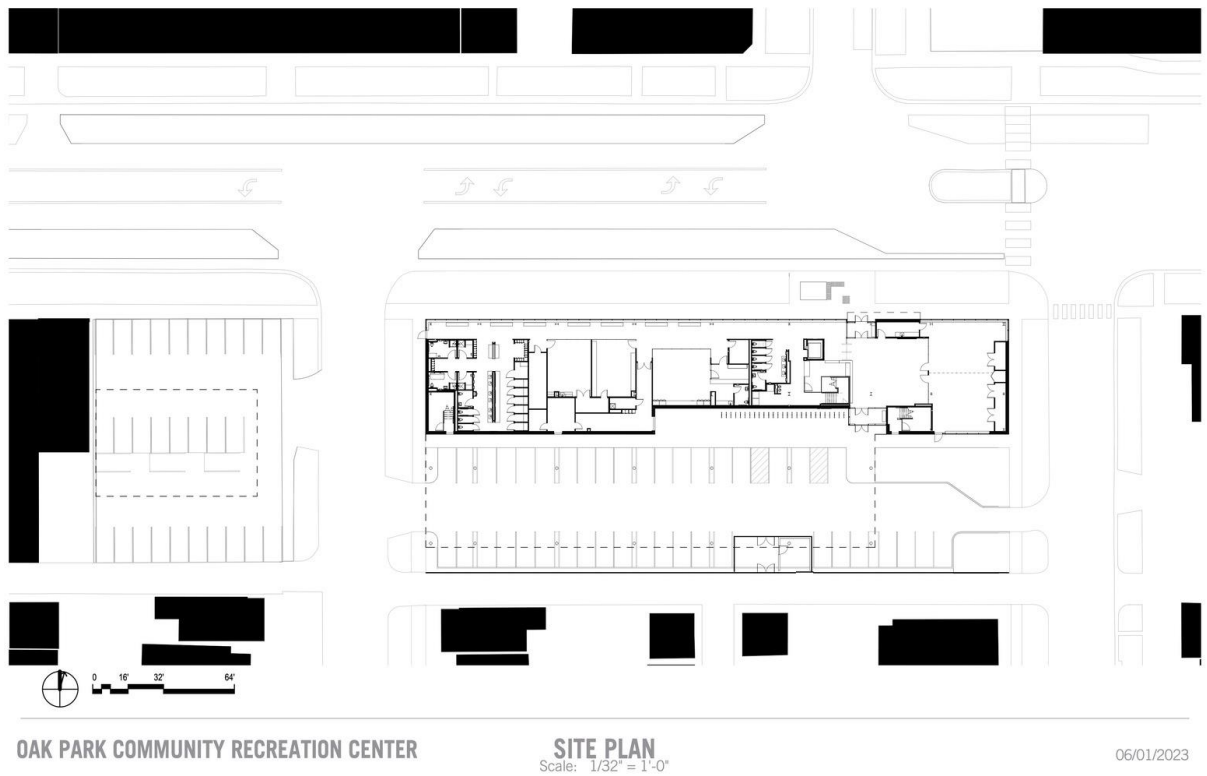 0 16' 32' 64'
OAK PARK COMMUNITY RECREATION CENTER
SITE PLAN
Scale: 1/32" = 1'-0"
06/01/2023